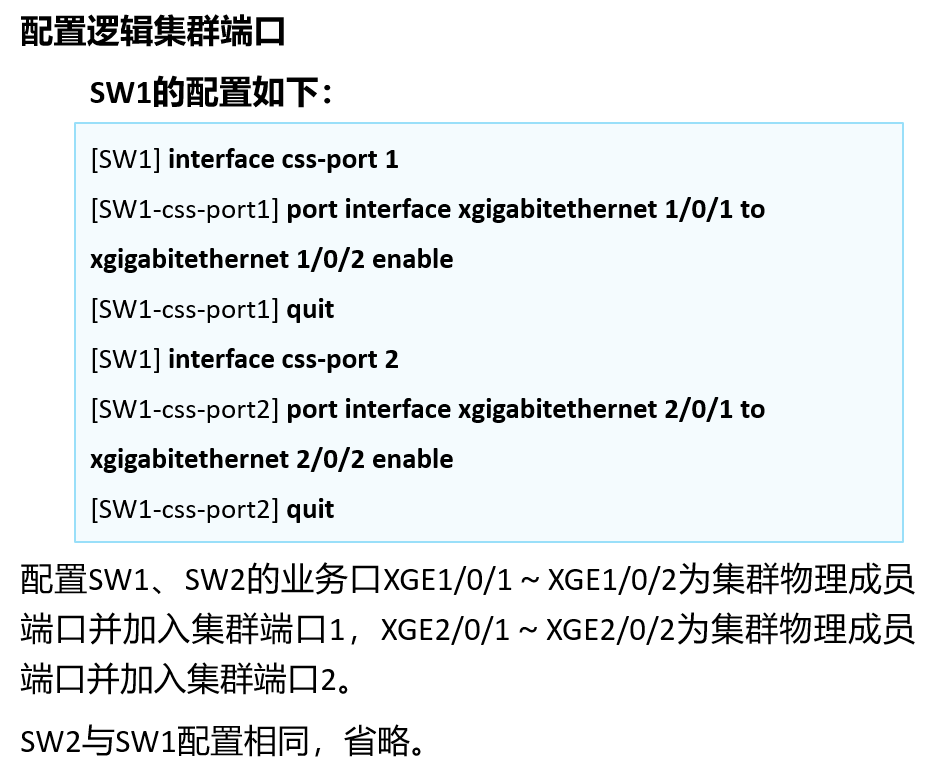 配置逻辑集群端口
SW1的配置如下：
[SW1] interface css-port 1
[SW1-css-port1] port interface xgigabitethernet 1/0/1 to
xgigabitethernet 1/0/2 enable
[SW1-css-port1] quit
[SW1] interface css-port 2
[SW1-css-port2] port interface xgigabitethernet 2/0/1 to
xgigabitethernet 2/0/2 enable
[SW1-css-port2] quit
配置SW1、SW2的业务口XGE1/0/1～XGE1/0/2为集群物理成员
端口并加入集群端口1，XGE2/0/1～XGE2/0/2为集群物理成员
端口并加入集群端口2。
SW2与SW1配置相同，省略。